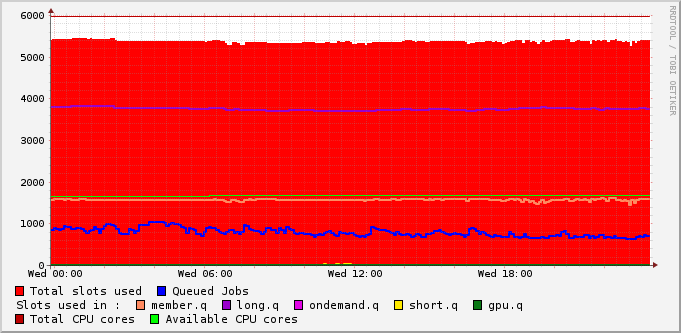 RRDTOOL / TOBI OETIKER
6000
5000
4000
3000
2000
1000
0
Wed 00:00 Wed 06:00 Wed 12:00 Wed 18:00
Total slots used Queued Jobs
Slots used in : member.q long.q ondemand.q short.q gpu.q
Total CPU cores Available CPU cores